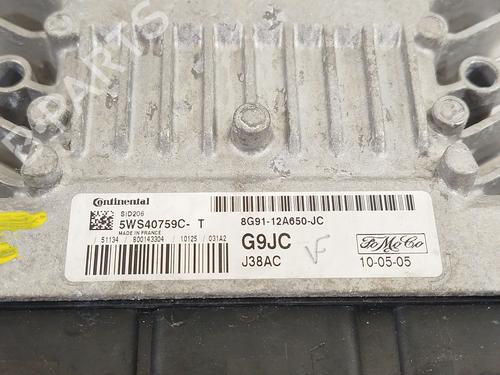 Continental
SID206
5WS40759C- T
MADE IN FRANCE
/ 51134 / 800143304 / 10125 / 031A2
8G91-12A650-JC
G9JC
J38AC
VF
FoMoCo
10-05-05
PARTS